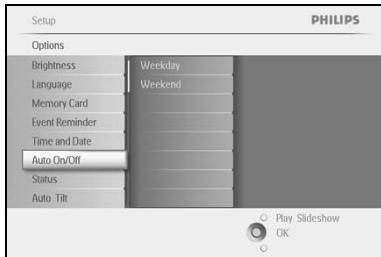 Setup
PHILIPS
Options
Brightness
Weekday
Language
Weekend
Memory Card
Event Reminder
Time and Date
Auto On/Off
Status
Auto Tilt
Play Slideshow
OK